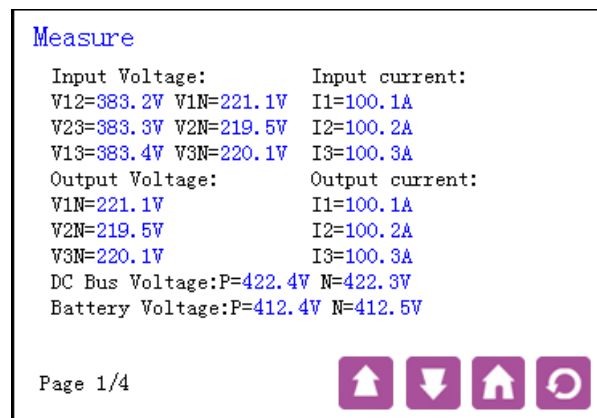 Measure
Input Voltage: Input current:
V12=383.2V V1N=221.1V I1=100.1A
V23=383.3V V2N=219.5V I2=100.2A
V13=383.4V V3N=220.1V I3=100.3A
Output Voltage: Output current:
V1N=221.1V I1=100.1A
V2N=219.5V I2=100.2A
V3N=220.1V I3=100.3A
DC Bus Voltage:P=422.4V N=422.3V
Battery Voltage:P=412.4V N=412.5V
Page 1/4